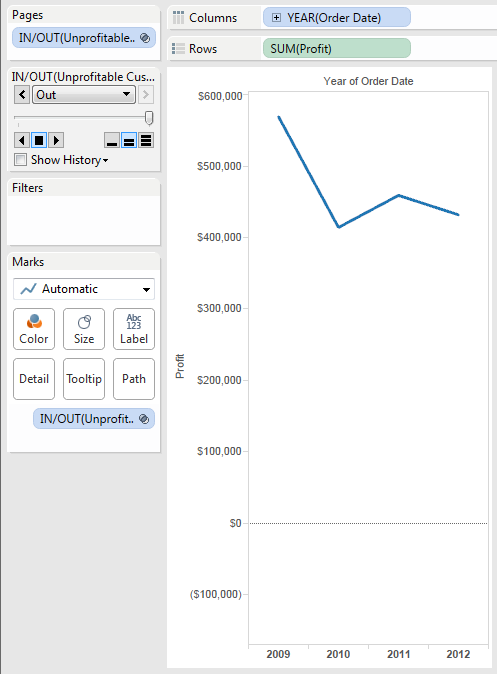 Pages
IN/OUT(Unprofitable..
IN/OUT(Unprofitable Cus...
Out
Show History
Filters
Marks
Automatic
Color
Size
Abc
123
Label
Detail
Tooltip
Path
IN/OUT(Unprofit..
Columns
YEAR(Order Date)
Rows
SUM(Profit)
Year of Order Date
$600,000
$500,000
$400,000
$300,000
$200,000
$100,000
$0
($100,000)
Profit
2009 2010 2011 2012